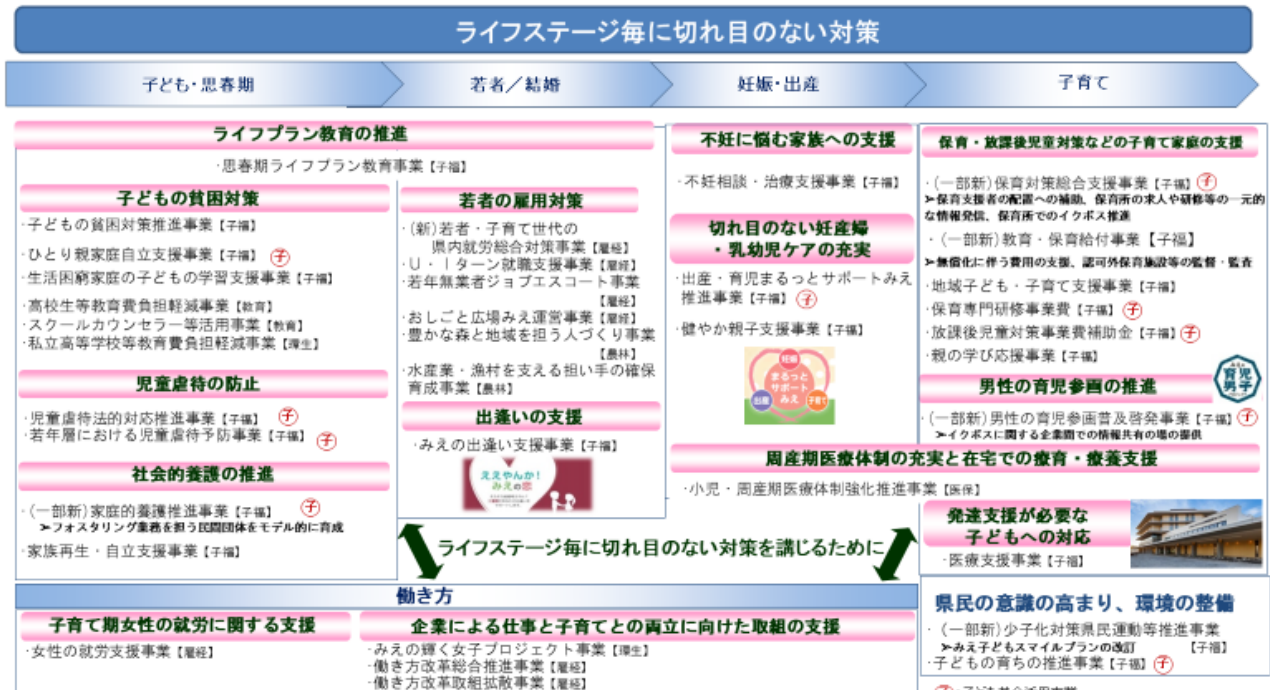 ライフステージ毎に切れ目のない対策
子ども・思春期
若者／結婚
妊娠・出産
子育て
ライフプラン教育の推進
・思春期ライフプラン教育事業【子福】
子どもの貧困対策
・子どもの貧困対策推進事業【子福】
・ひとり親家庭自立支援事業【子福】 子
・生活困窮家庭の子どもの学習支援事業【子福】
・高校生等教育費負担軽減事業【教育】
・スクールカウンセラー等活用事業【教育】
・私立高等学校等教育費負担軽減事業【環生】
児童虐待の防止
・児童虐待法的対応推進事業【子福】 子
・若年層における児童虐待予防事業【子福】 子
社会的養護の推進
・（一部新）家庭的養護推進事業【子福】 子
➢フォスタリング業務を担う民間団体をモデル的に育成
・家族再生・自立支援事業【子福】
若者の雇用対策
・（新）若者・子育て世代の
県内就労総合対策事業【雇経】
・Ｕ・Ｉターン就職支援事業【雇経】
・若年無業者ジョブエスコート事業
【雇経】
・おしごと広場みえ運営事業【雇経】
・豊かな森と地域を担う人づくり事業
【農林】
・水産業・漁村を支える担い手の確保
育成事業【農林】
出逢いの支援
・みえの出逢い支援事業【子福】
ええやんか！
みえの恋
不妊に悩む家族への支援
・不妊相談・治療支援事業【子福】
切れ目のない妊産婦
・乳幼児ケアの充実
・出産・育児まるっとサポートみえ
推進事業【子福】 子
・健やか親子支援事業【子福】
妊娠
まるっと
サポート
みえ
出産
子育て
保育・放課後児童対策などの子育て家庭の支援
・（一部新）保育対策総合支援事業【子福】 子
➢保育支援者の配置への補助、保育所の求人や研修等の一元的
な情報発信、保育所でのイクボス推進
・（一部新）教育・保育給付事業【子福】
➢無償化に伴う費用の支援、認可外保育施設等の監督・監査
・地域子ども・子育て支援事業【子福】
・保育専門研修事業費【子福】 子
・放課後児童対策事業費補助金【子福】 子
・親の学び応援事業【子福】
育児
男子
男性の育児参画の推進
・（一部新）男性の育児参画普及啓発事業【子福】 子
➢イクボスに関する企業間での情報共有の場の提供
周産期医療体制の充実と在宅での療育・療養支援
・小児・周産期医療体制強化推進事業【医保】
発達支援が必要な
子どもへの対応
・医療支援事業【子福】
ライフステージ毎に切れ目のない対策を講じるために
働き方
子育て期女性の就労に関する支援
・女性の就労支援事業【雇経】
企業による仕事と子育てとの両立に向けた取組の支援
・みえの輝く女子プロジェクト事業【環生】
・働き方改革総合推進事業【雇経】
・働き方改革取組拡散事業【雇経】
県民の意識の高まり、環境の整備
・（一部新）少子化対策県民運動等推進事業
➢みえ子どもスマイルプランの改訂 【子福】
・子どもの育ちの推進事業【子福】 子